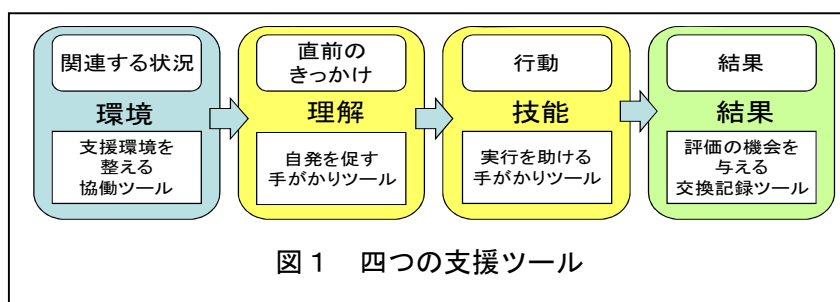 関連する状況
環境
支援環境を
整える
協働ツール
直前の
きっかけ
理解
自発を促す
手がかりツール
行動
技能
実行を助ける
手がかりツール
結果
結果
評価の機会を
与える
交換記録ツール
図1 四つの支援ツール